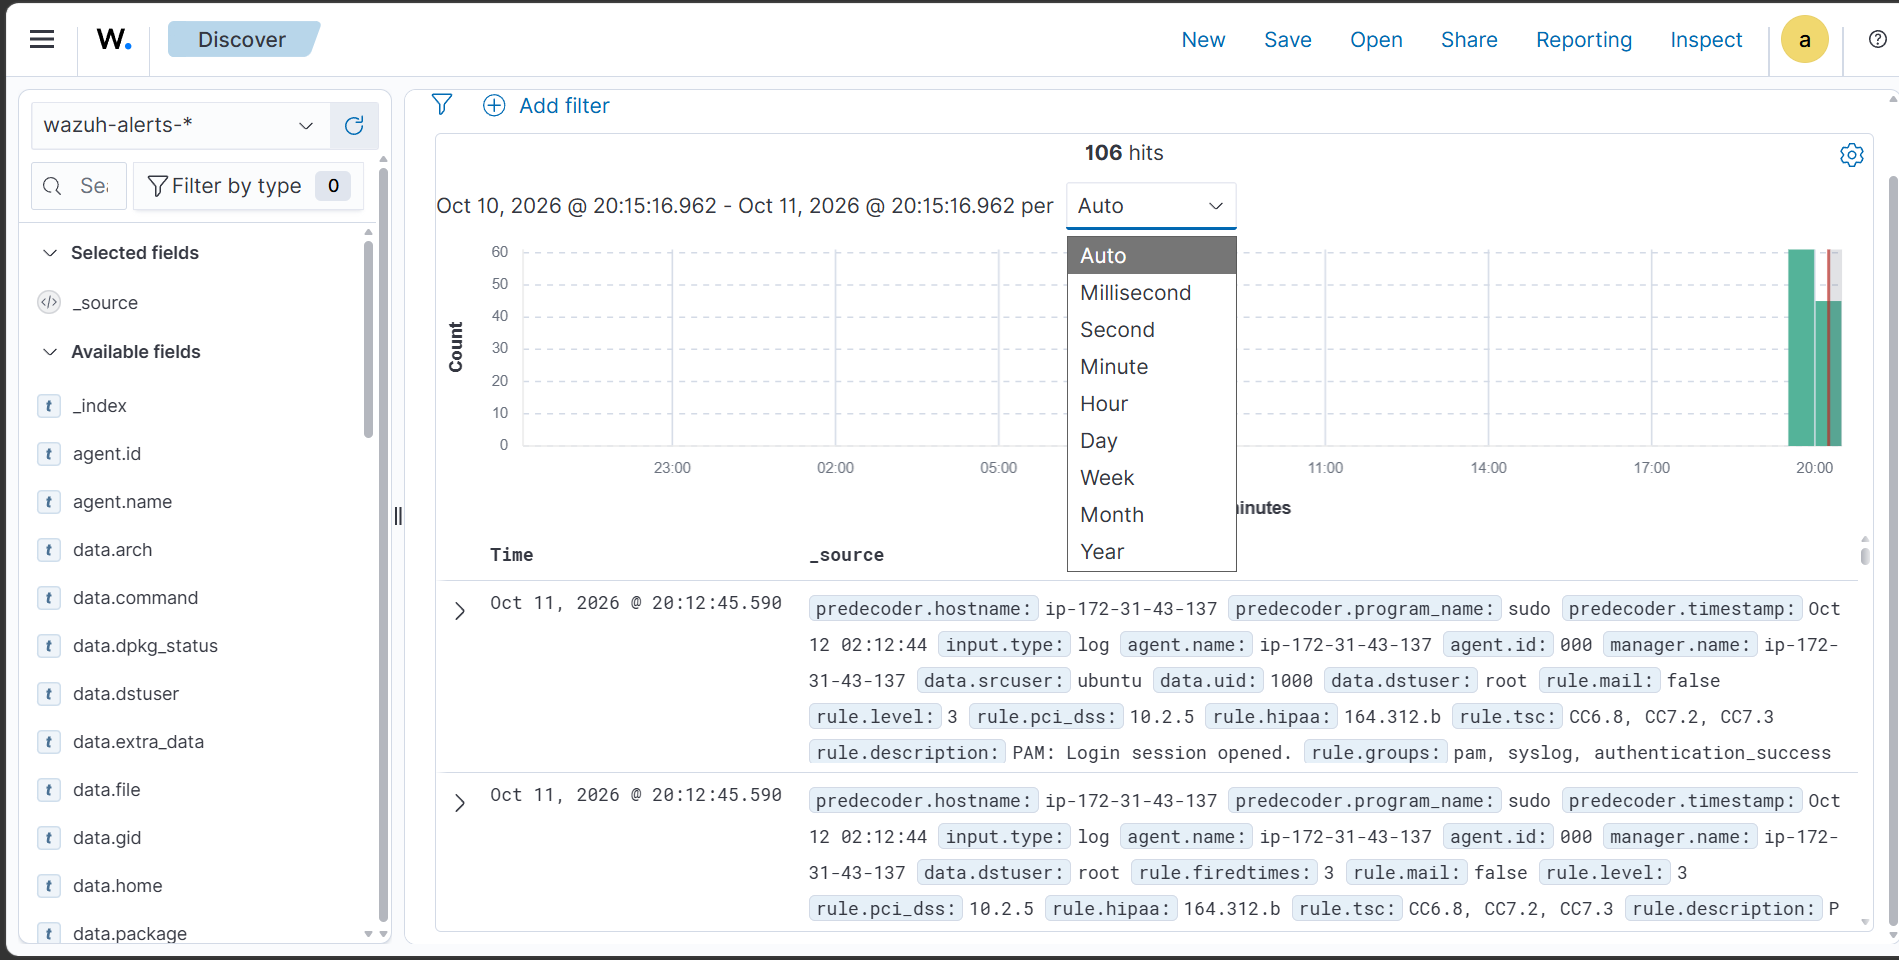 W.
Discover
New
Save
Open
Share
Reporting
Inspect
a
wazuh-alerts-*
Filter by type
0
Selected fields
_source
Available fields
t _index
t agent.id
t agent.name
t data.arch
t data.command
t data.dpkg_status
t data.dstuser
t data.extra_data
t data.file
t data.gid
t data.home
t data.package
Add filter
106 hits
Oct 10, 2026 @ 20:15:16.962 - Oct 11, 2026 @ 20:15:16.962 per
Auto
Auto
Millisecond
Second
Minute
Hour
Day
Week
Month
Year
Count
60
50
40
30
20
10
0
23:00
02:00
05:00
11:00
14:00
17:00
20:00
Time
_source
Oct 11, 2026 @ 20:12:45.590
predecoder.hostname: ip-172-31-43-137 predecoder.program_name: sudo predecoder.timestamp: Oct
12 02:12:44 input.type: log agent.name: ip-172-31-43-137 agent.id: 000 manager.name: ip-172-
31-43-137 data.srcuser: ubuntu data.uid: 1000 data.dstuser: root rule.mail: false
rule.level: 3 rule.pci_dss: 10.2.5 rule.hipaa: 164.312.b rule.tsc: CC6.8, CC7.2, CC7.3
rule.description: PAM: Login session opened. rule.groups: pam, syslog, authentication_success
Oct 11, 2026 @ 20:12:45.590
predecoder.hostname: ip-172-31-43-137 predecoder.program_name: sudo predecoder.timestamp: Oct
12 02:12:44 input.type: log agent.name: ip-172-31-43-137 agent.id: 000 manager.name: ip-172-
31-43-137 data.dstuser: root rule.firedtimes: 3 rule.mail: false rule.level: 3
rule.pci_dss: 10.2.5 rule.hipaa: 164.312.b rule.tsc: CC6.8, CC7.2, CC7.3 rule.description: P